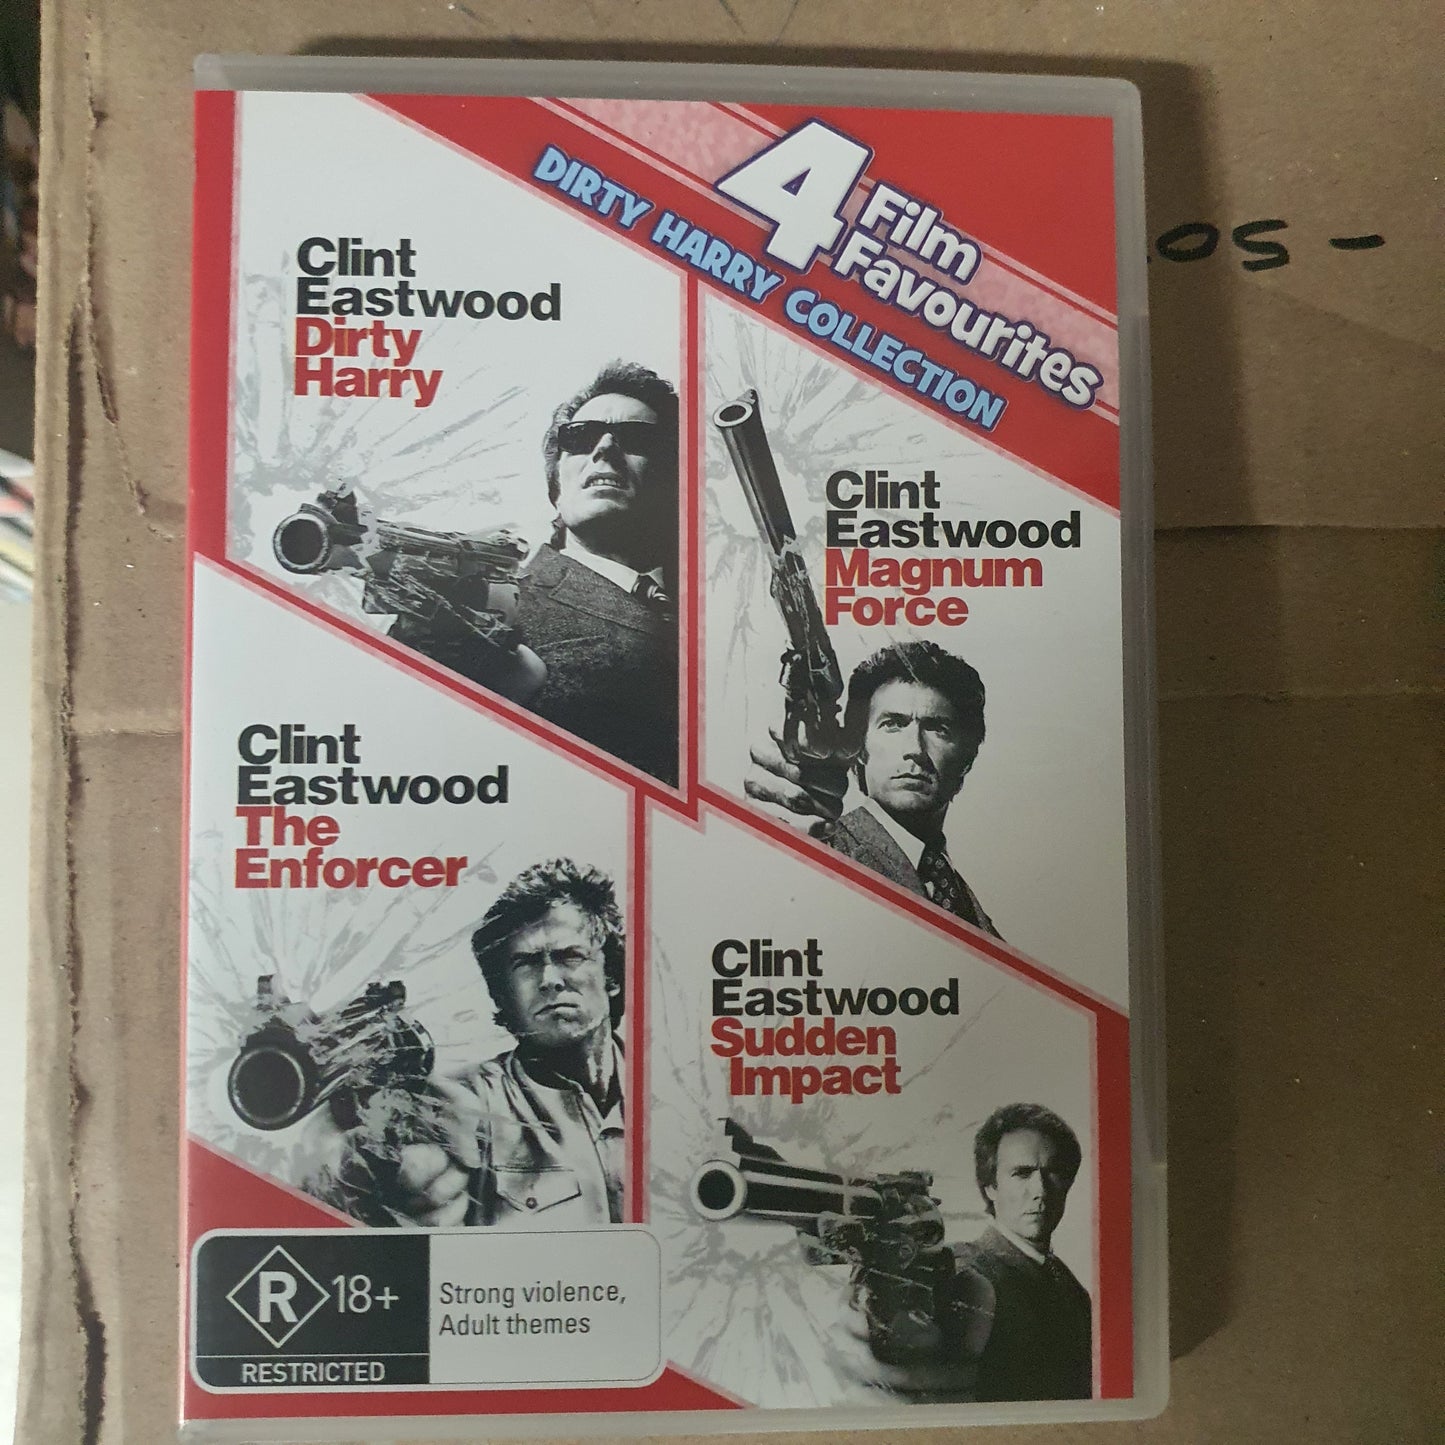 4 Film
Favourites
DIRTY HARRY COLLECTION
Clint
Eastwood
Dirty
Harry
Clint
Eastwood
Magnum
Force
Clint
Eastwood
The
Enforcer
Clint
Eastwood
Sudden
Impact
R 18+
RESTRICTED
Strong violence,
Adult themes